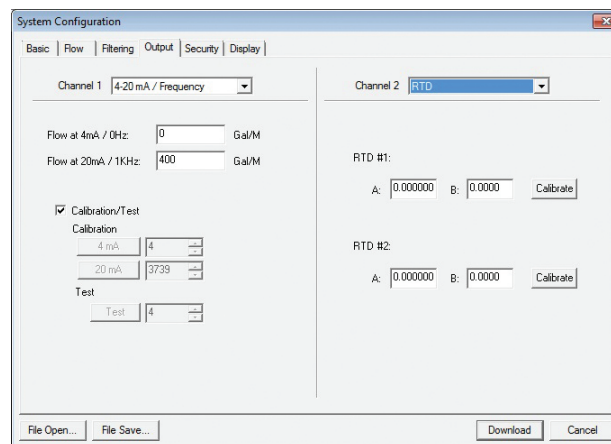 System Configuration
Basic Flow Filtering Output Security Display
Channel 1 4-20 mA / Frequency
Flow at 4mA / 0Hz: 0 Gal/M
Flow at 20mA / 1KHz: 400 Gal/M
Calibration/Test
Calibration
4 mA 4
20 mA 3739
Test
Test 4
Channel 2 RTD
RTD #1:
A: 0.000000 B: 0.0000 Calibrate
RTD #2:
A: 0.000000 B: 0.0000 Calibrate
File Open... File Save... Download Cancel